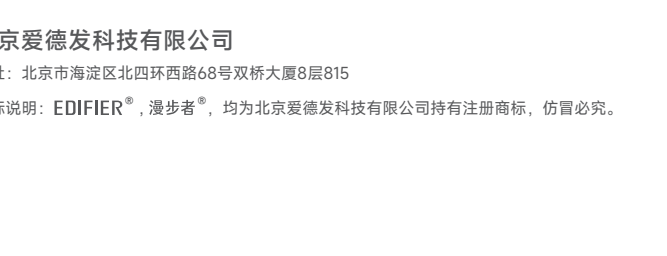 京爱德发科技有限公司
址：北京市海淀区北四环西路68号双桥大厦8层815
标说明：EDIFIER®，漫步者®，均为北京爱德发科技有限公司持有注册商标，仿冒必究。